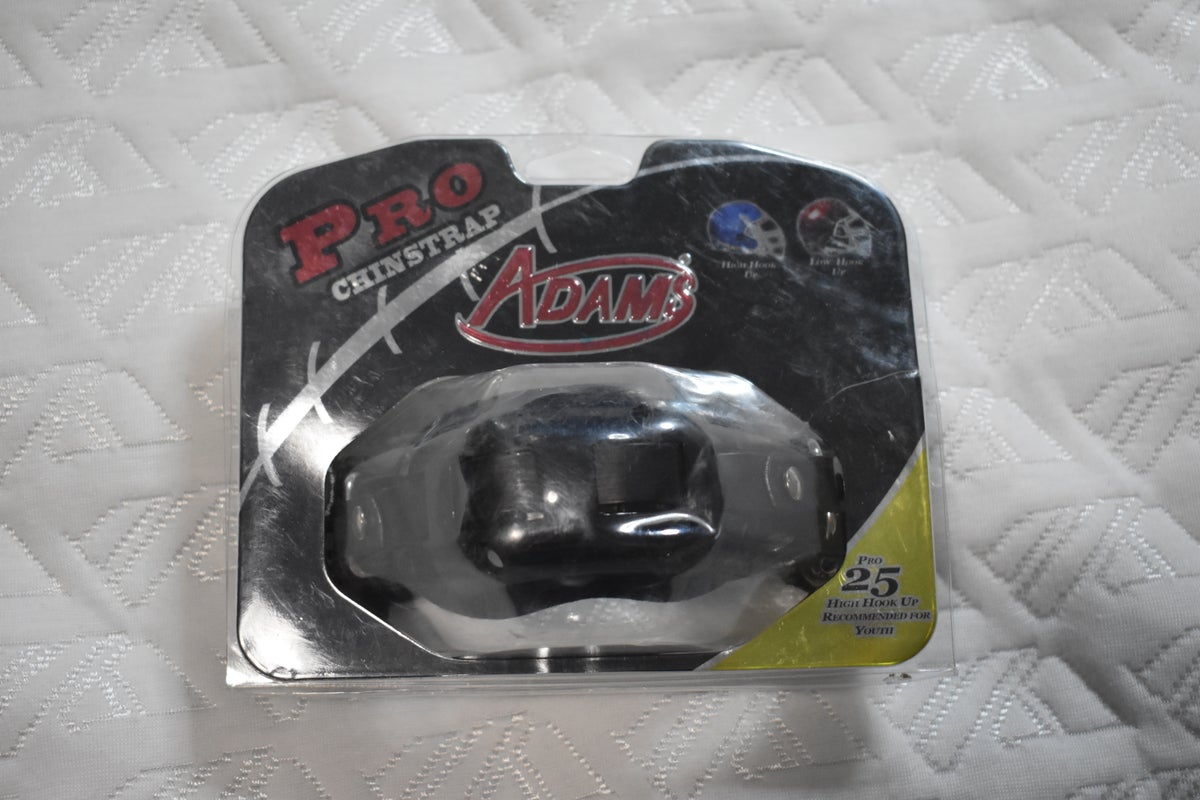 PRO
CHINSTRAP
ADAMS®
HIGH HOOK
UP
LOW HOOK
UP
PRO
25
HIGH HOOK UP
RECOMMENDED FOR
YOUTH